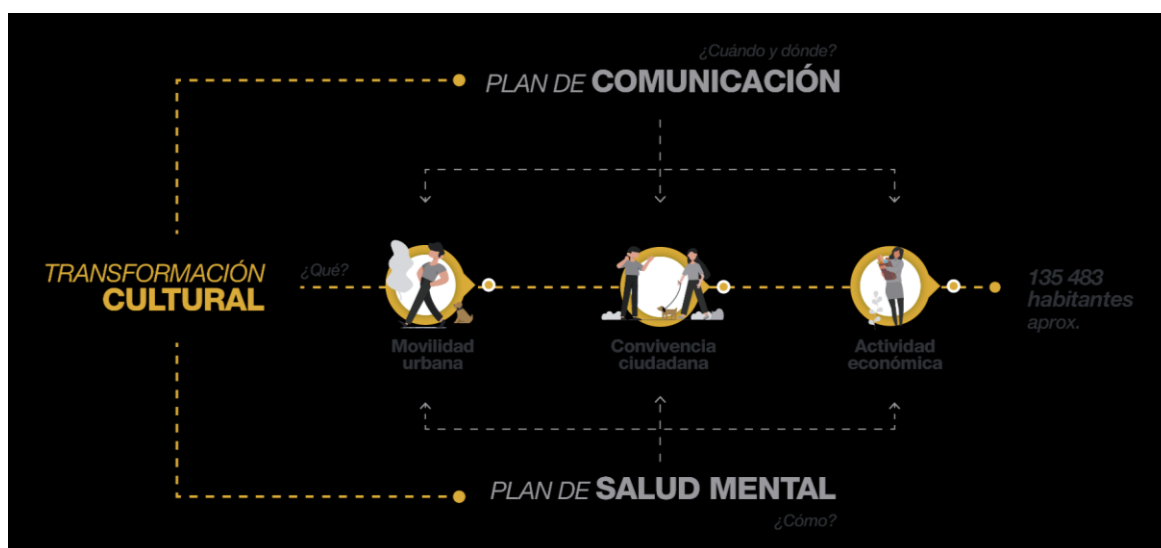 ¿Cuándo y dónde?
PLAN DE COMUNICACIÓN
TRANSFORMACIÓN
CULTURAL
¿Qué?
Movilidad
urbana
Convivencia
ciudadana
Actividad
económica
135 483
habitantes
aprox.
PLAN DE SALUD MENTAL
¿Cómo?